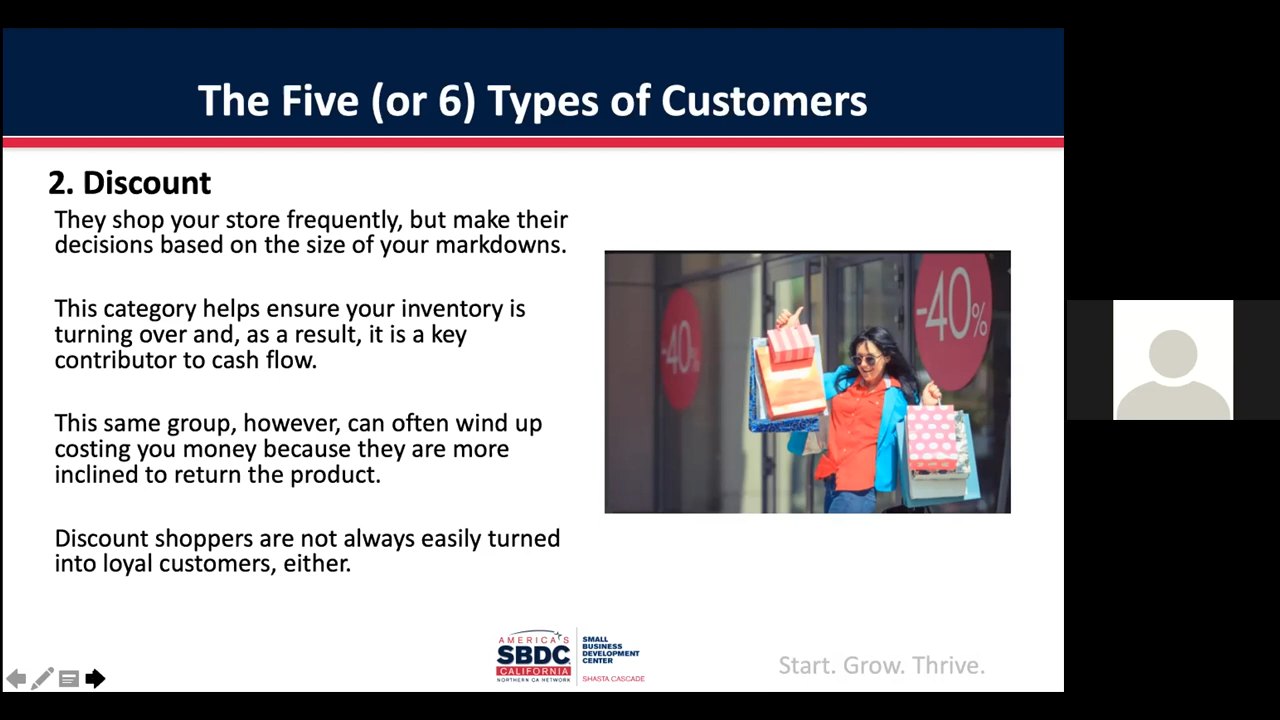 The Five (or 6) Types of Customers
2. Discount
They shop your store frequently, but make their
decisions based on the size of your markdowns.
This category helps ensure your inventory is
turning over and, as a result, it is a key
contributor to cash flow.
This same group, however, can often wind up
costing you money because they are more
inclined to return the product.
Discount shoppers are not always easily turned
into loyal customers, either.
-40%
-40%
AMERICA'S
SBDC
CALIFORNIA
NORTHERN CA NETWORK
SMALL
BUSINESS
DEVELOPMENT
CENTER
SHASTA CASCADE
Start. Grow. Thrive.